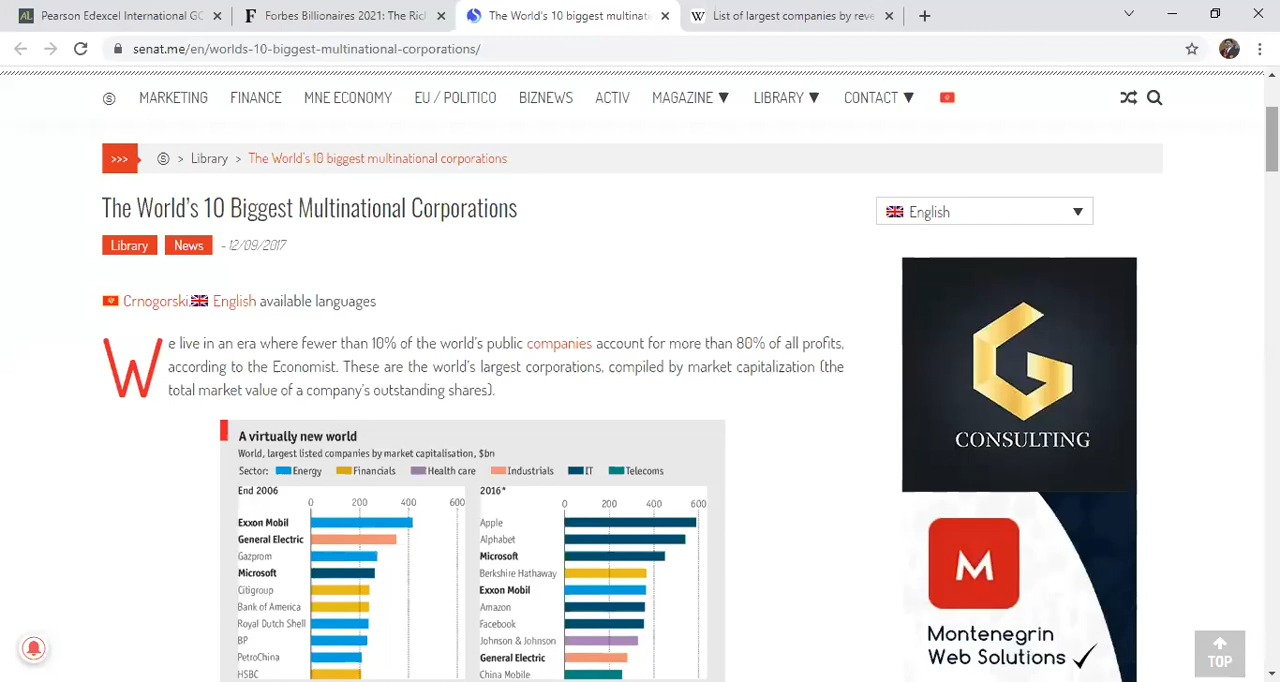 Pearson Edexcel International GC
Forbes Billionaires 2021: The Ric
The World's 10 biggest multinati
List of largest companies by reve
senat.me/en/worlds-10-biggest-multinational-corporations/
MARKETING FINANCE MNE ECONOMY EU / POLITICO BIZNEWS ACTIV MAGAZINE ▼ LIBRARY ▼ CONTACT ▼
>>> > Library > The World's 10 biggest multinational corporations
The World's 10 Biggest Multinational Corporations
English
Library News - 12/09/2017
Crnogorski, English available languages
We live in an era where fewer than 10% of the world's public companies account for more than 80% of all profits,
according to the Economist. These are the world's largest corporations, compiled by market capitalization (the
total market value of a company's outstanding shares).
A virtually new world
World, largest listed companies by market capitalisation, $bn
Sector: Energy Financials Health care Industrials IT Telecoms
End 2006
0 200 400 600
Exxon Mobil
General Electric
Gazprom
Microsoft
Citigroup
Bank of America
Royal Dutch Shell
BP
PetroChina
HSBC
2016*
0 200 400 600
Apple
Alphabet
Microsoft
Berkshire Hathaway
Exxon Mobil
Amazon
Facebook
Johnson & Johnson
General Electric
China Mobile
G
CONSULTING
M
Montenegrin
Web Solutions
TOP